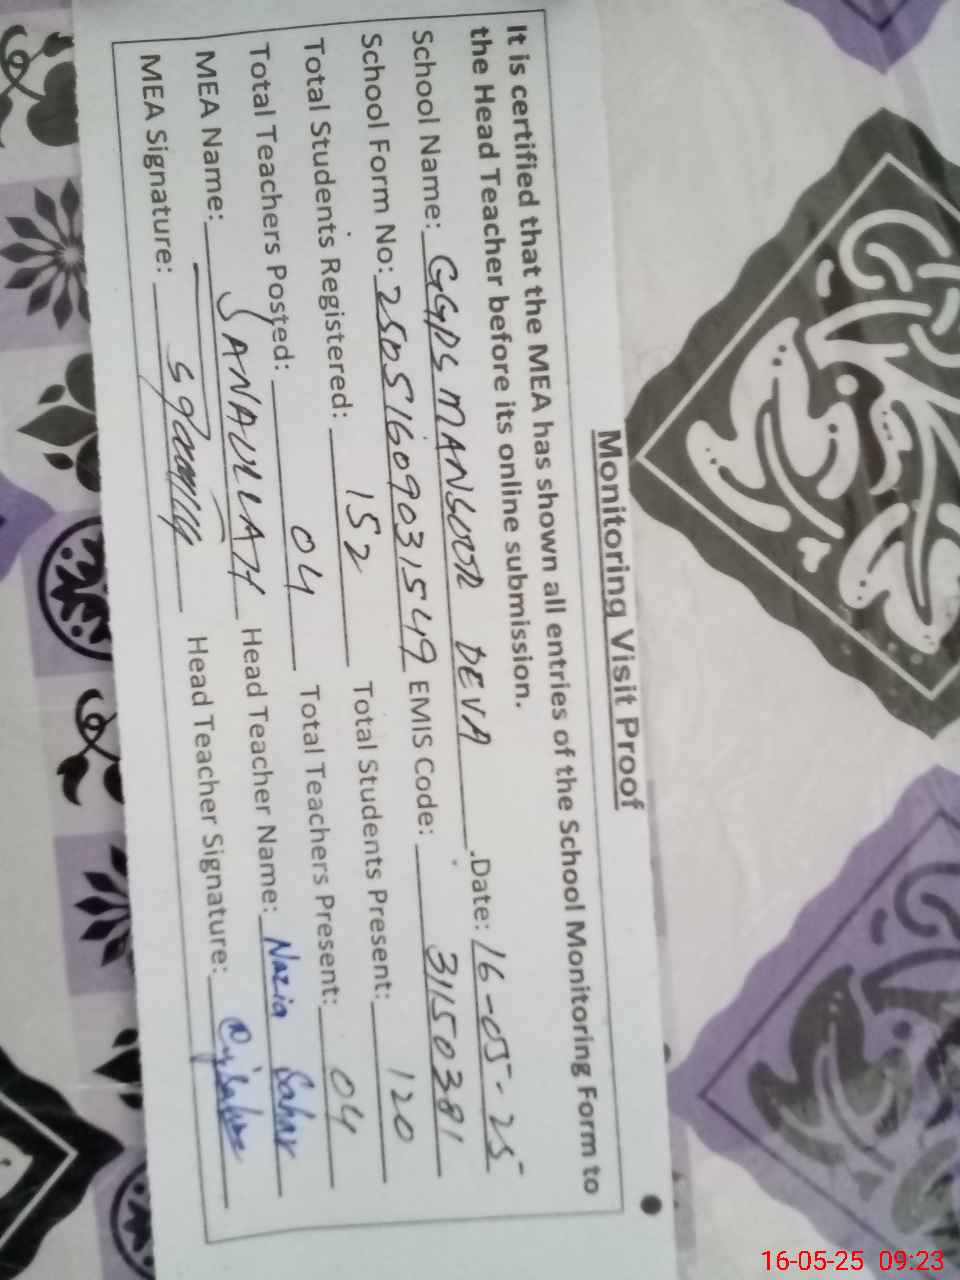 Monitoring Visit Proof
It is certified that the MEA has shown all entries of the School Monitoring Form to
the Head Teacher before its online submission.
School Name: GGPS MANSOOR DEVA .Date: 16-05-25
School Form No: 25D51609031549 EMIS Code: 31150381
Total Students Registered: 152 Total Students Present: 120
Total Teachers Posted: 04 Total Teachers Present: 04
MEA Name: SANAULLAH Head Teacher Name: Nazia Sahar
MEA Signature: Head Teacher Signature:
16-05-25 09:23